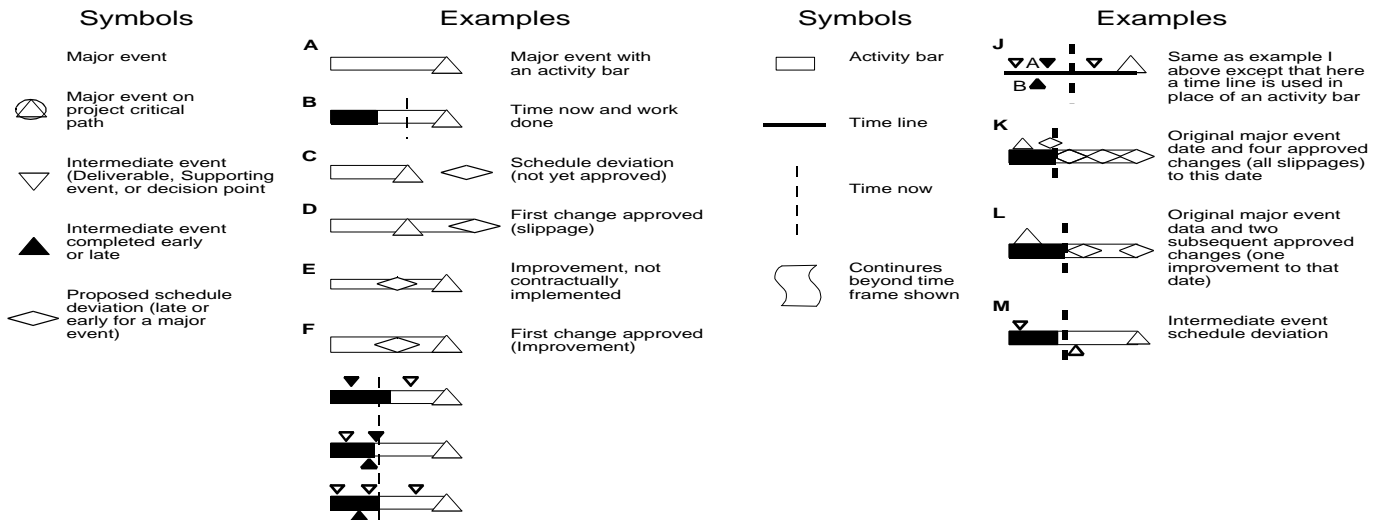 Symbols
Examples
Symbols
Examples
Major event
Major event on
project critical
path
Intermediate event
(Deliverable, Supporting
event, or decision point
Intermediate event
completed early
or late
Proposed schedule
deviation (late or
early for a major
event)
A
Major event with
an activity bar
B
Time now and work
done
C
Schedule deviation
(not yet approved)
D
First change approved
(slippage)
E
Improvement, not
contractually
implemented
F
First change approved
(Improvement)
Activity bar
Time line
Time now
Continures
beyond time
frame shown
J
A
B
Same as example I
above except that here
a time line is used in
place of an activity bar
K
Original major event
date and four approved
changes (all slippages)
to this date
L
Original major event
data and two
subsequent approved
changes (one
improvement to that
date)
M
Intermediate event
schedule deviation